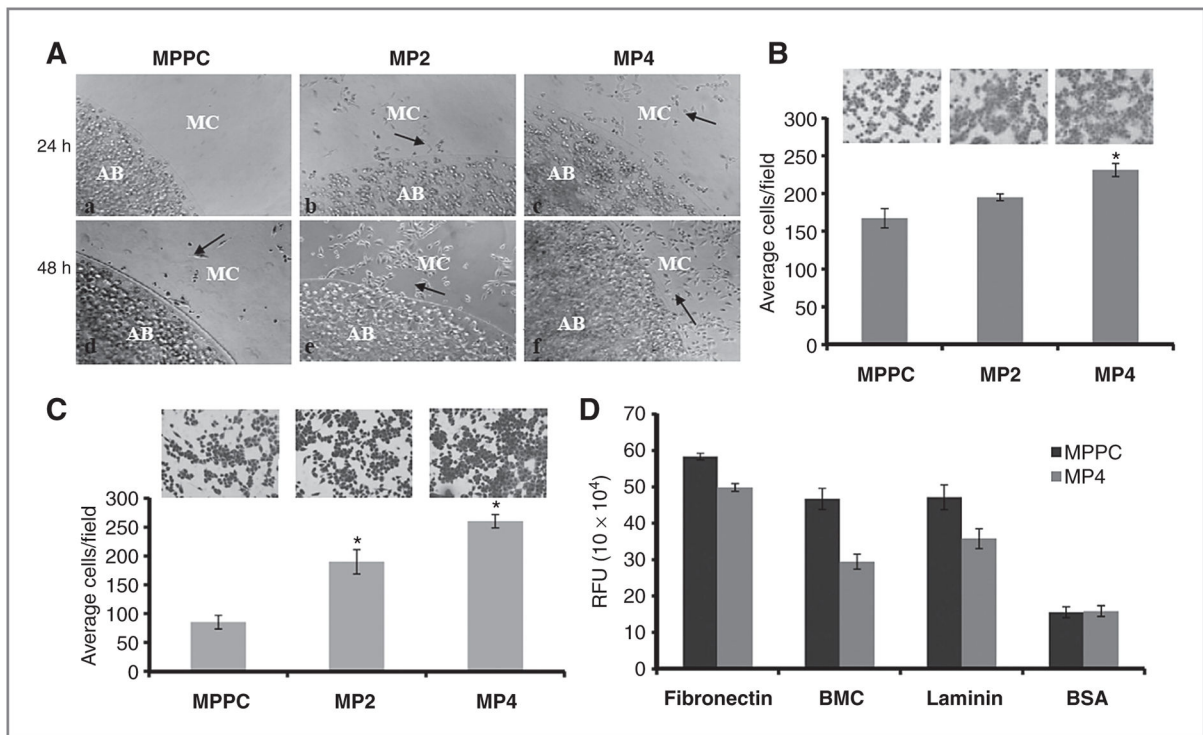 A
MPPC MP2 MP4
24 h
MC MC MC
AB AB AB
a b c
48 h
MC MC MC
AB AB AB
d e f
B
300
250
200
150
100
50
0
Average cells/field
*
MPPC MP2 MP4
C
300
250
200
150
100
50
0
Average cells/field
* *
MPPC MP2 MP4
D
70
60
50
40
30
20
10
0
RFU (10 × 10⁴)
MPPC
MP4
Fibronectin BMC Laminin BSA